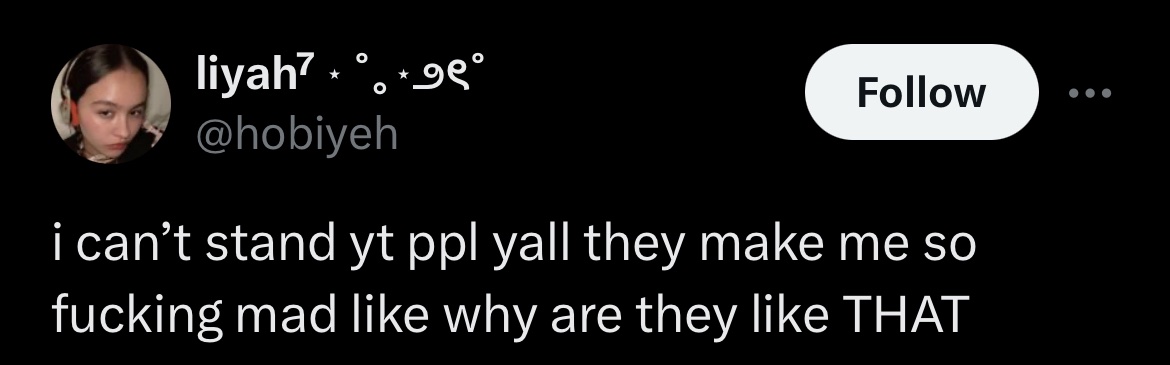 liyah⁷ ⋆ ˚｡⋆୨୧˚
Follow
@hobiyeh
i can’t stand yt ppl yall they make me so
fucking mad like why are they like THAT